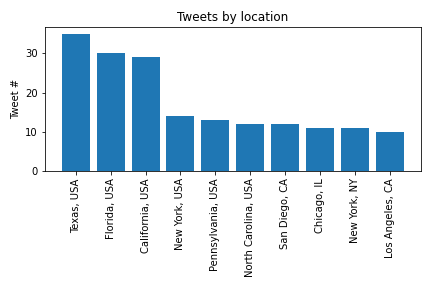 Tweets by location
Tweet #
30
20
10
0
Texas, USA
Florida, USA
California, USA
New York, USA
Pennsylvania, USA
North Carolina, USA
San Diego, CA
Chicago, IL
New York, NY
Los Angeles, CA